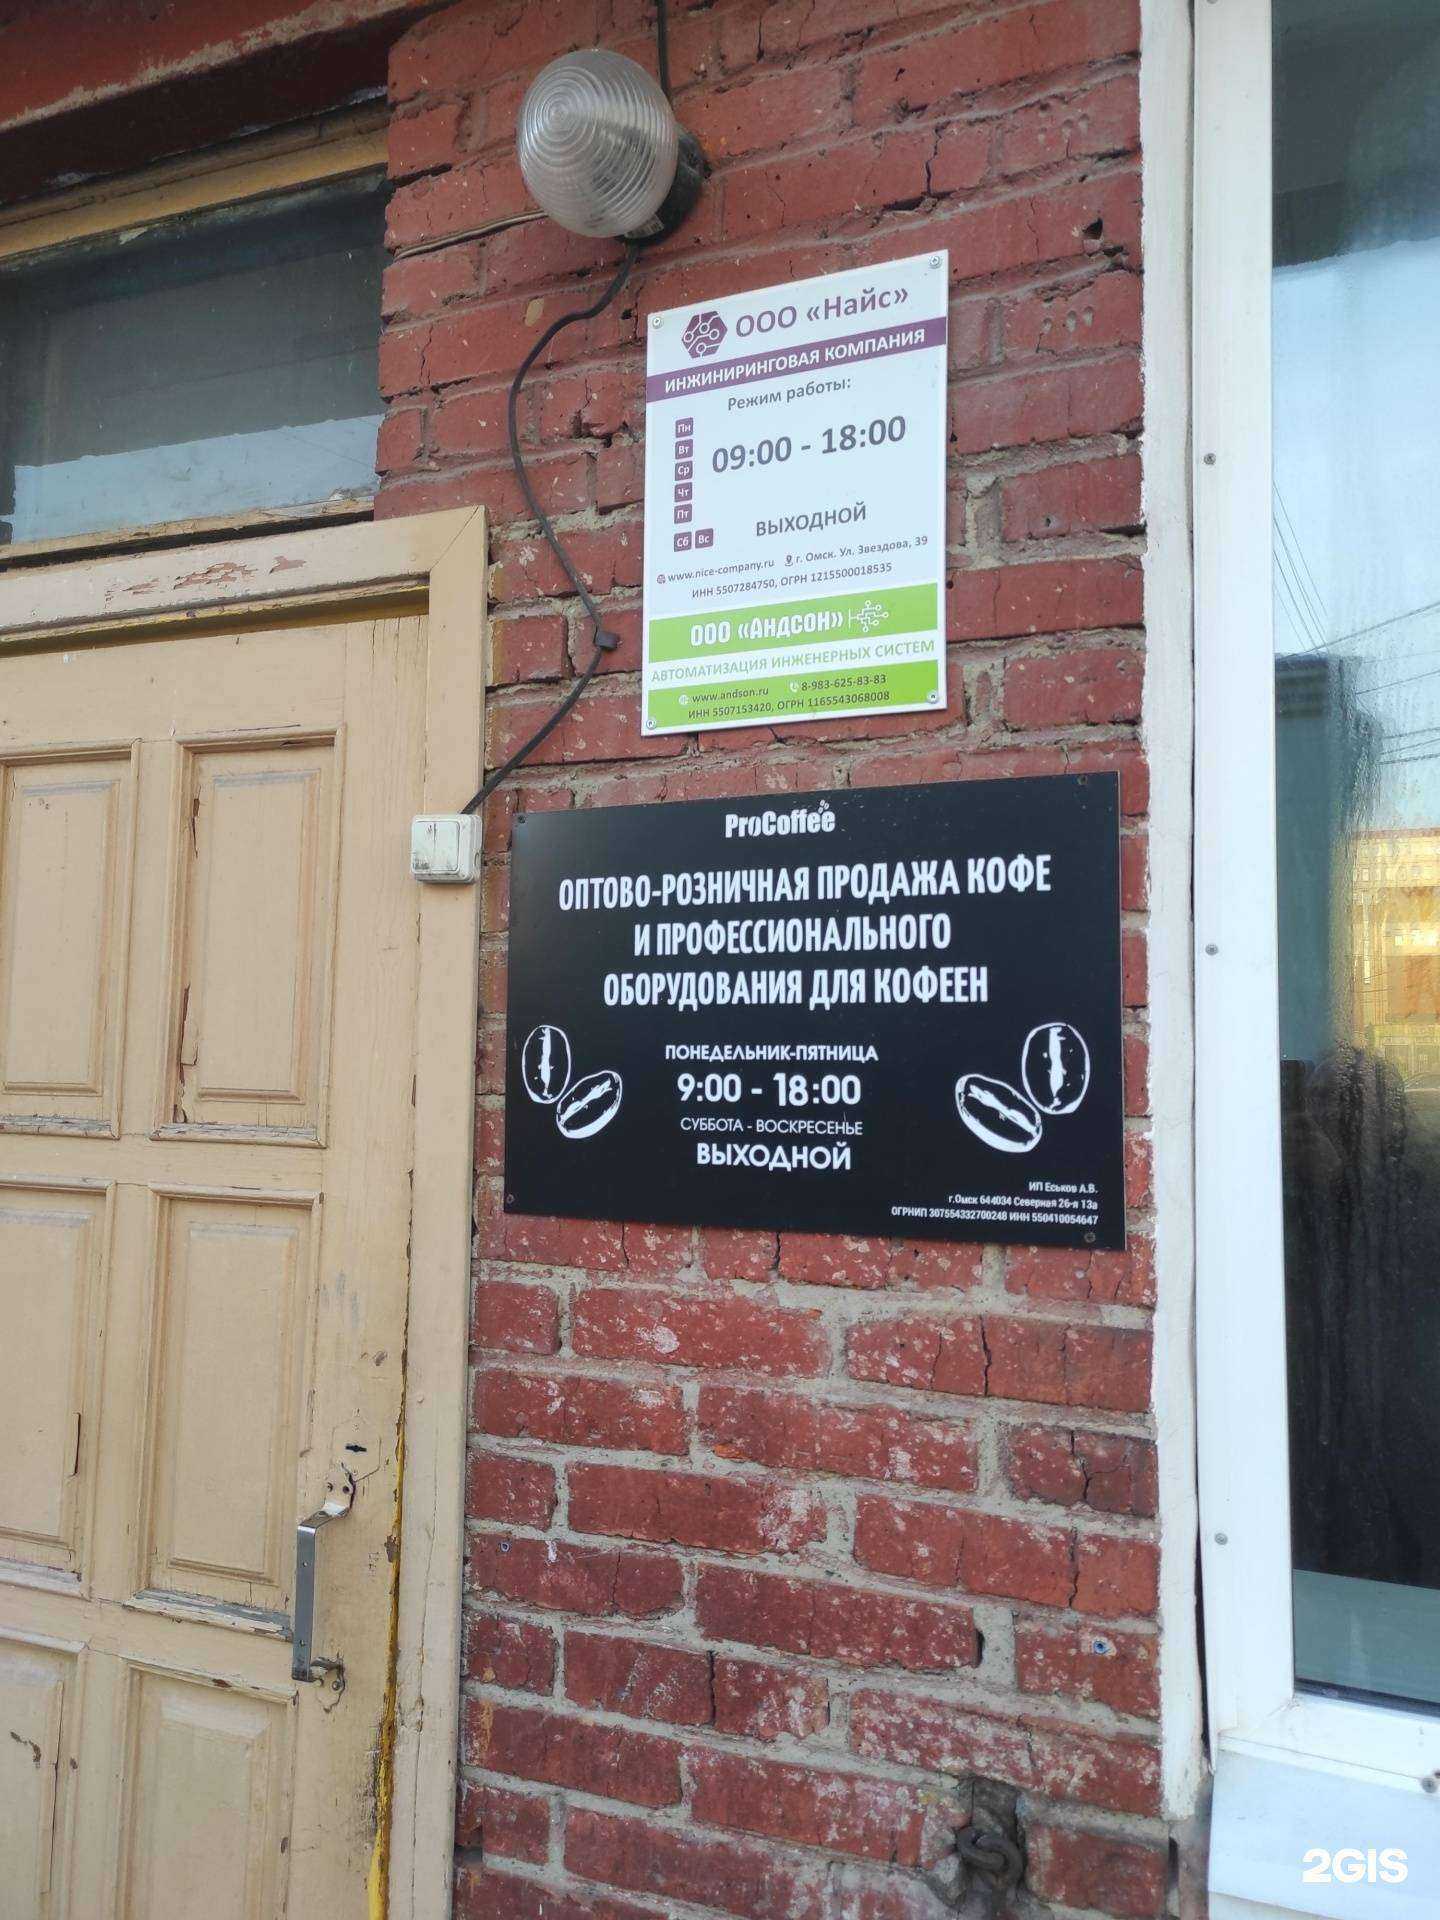 ООО «Найс»
ИНЖИНИРИНГОВАЯ КОМПАНИЯ
Режим работы:
Пн
Вт
Ср
Чт
Пт
09:00 - 18:00
Сб Вс
ВЫХОДНОЙ
www.nice-company.ru г. Омск. Ул. Звездова, 39
ИНН 5507284750, ОГРН 1215500018535
ООО «Андсон»
АВТОМАТИЗАЦИЯ ИНЖЕНЕРНЫХ СИСТЕМ
www.andson.ru 8-983-625-83-83
ИНН 5507153420, ОГРН 1165543068008
ProCoffee
ОПТОВО-РОЗНИЧНАЯ ПРОДАЖА КОФЕ
И ПРОФЕССИОНАЛЬНОГО
ОБОРУДОВАНИЯ ДЛЯ КОФЕЕН
ПОНЕДЕЛЬНИК-ПЯТНИЦА
9:00 - 18:00
СУББОТА - ВОСКРЕСЕНЬЕ
ВЫХОДНОЙ
ИП Еськов А.В.
г.Омск 644034 Северная 26-я 13а
ОГРНИП 307554332700248 ИНН 550410054647
2GIS